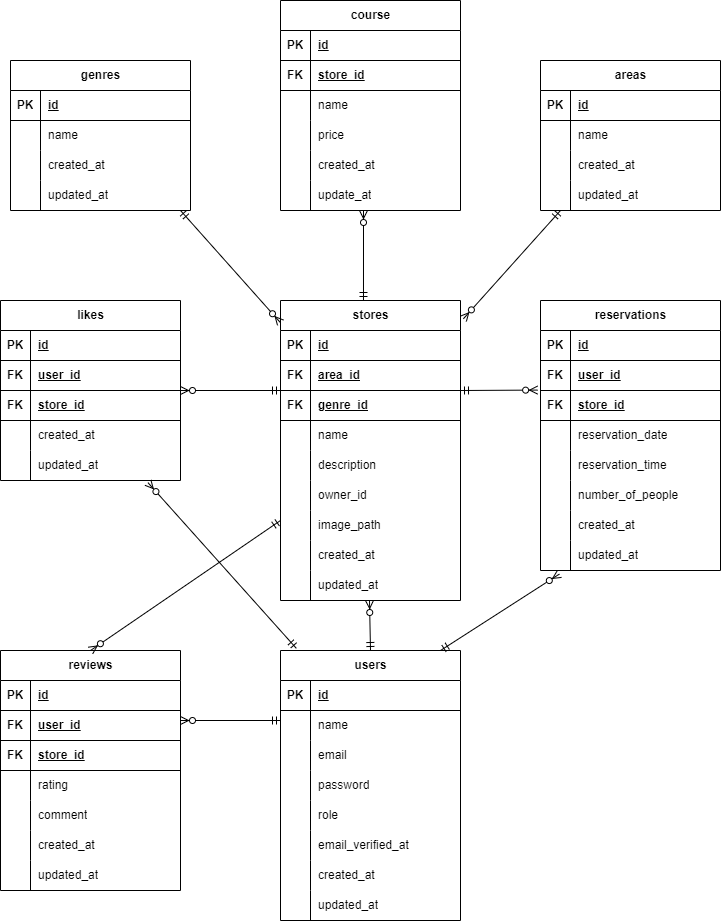 course
PK id
FK store_id
name
price
created_at
update_at
genres
PK id
name
created_at
updated_at
areas
PK id
name
created_at
updated_at
likes
PK id
FK user_id
FK store_id
created_at
updated_at
stores
PK id
FK area_id
FK genre_id
name
description
owner_id
image_path
created_at
updated_at
reservations
PK id
FK user_id
FK store_id
reservation_date
reservation_time
number_of_people
created_at
updated_at
reviews
PK id
FK user_id
FK store_id
rating
comment
created_at
updated_at
users
PK id
name
email
password
role
email_verified_at
created_at
updated_at